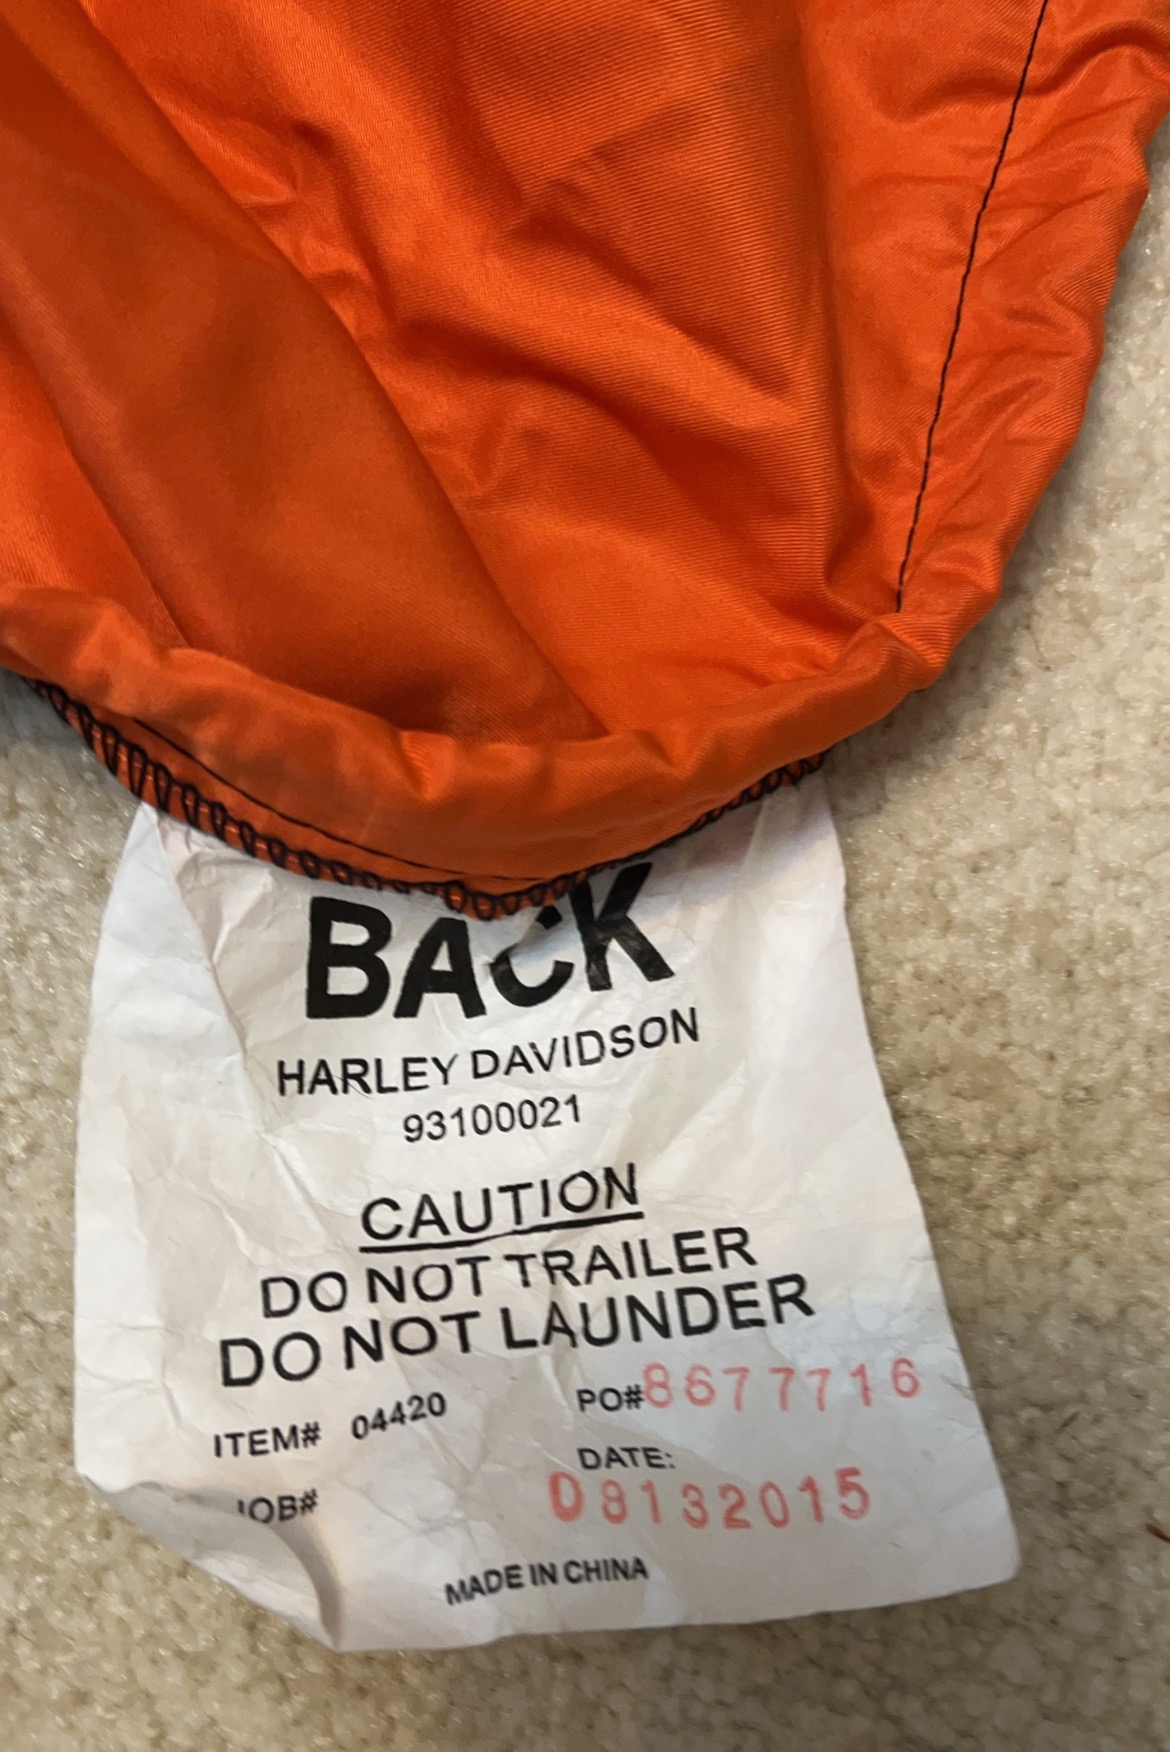 BACK
HARLEY DAVIDSON
93100021
CAUTION
DO NOT TRAILER
DO NOT LAUNDER
ITEM# 04420
PO#8677716
JOB#
DATE:
08132015
MADE IN CHINA